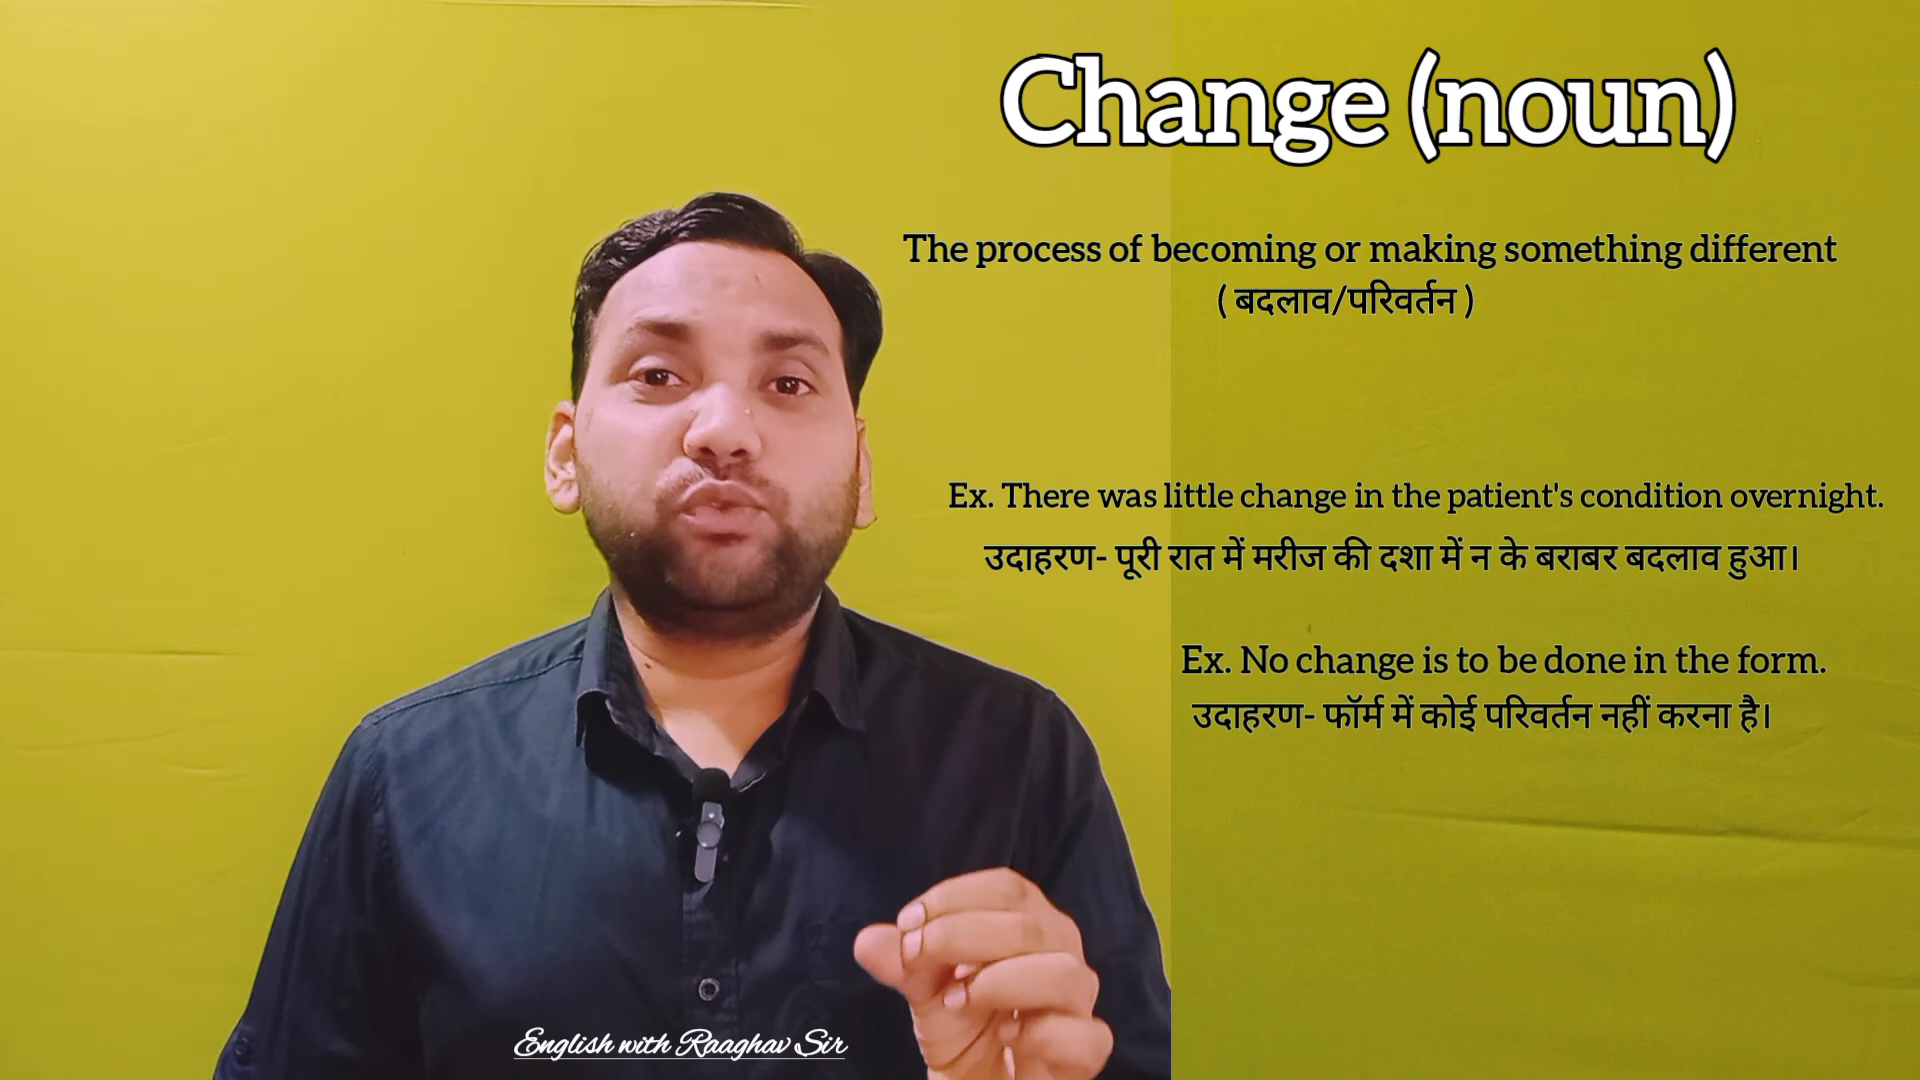 Change (noun)
The process of becoming or making something different
( बदलाव/परिवर्तन )
Ex. There was little change in the patient's condition overnight.
उदाहरण- पूरी रात में मरीज की दशा में न के बराबर बदलाव हुआ।
Ex. No change is to be done in the form.
उदाहरण- फॉर्म में कोई परिवर्तन नहीं करना है।
English with Raaghav Sir